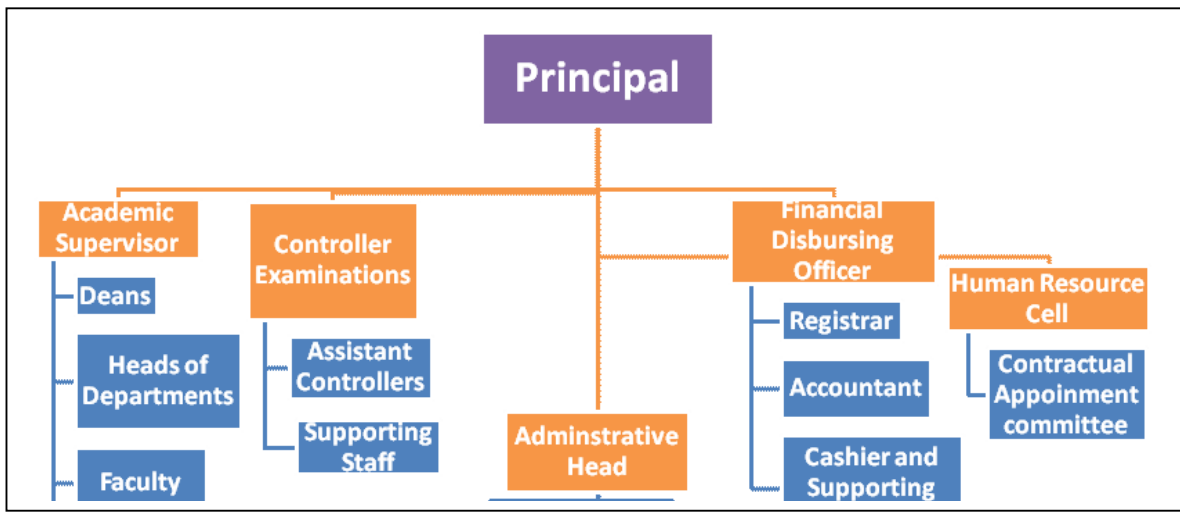 Principal
Academic
Supervisor
Deans
Heads of
Departments
Faculty
Controller
Examinations
Assistant
Controllers
Supporting
Staff
Adminstrative
Head
Financial
Disbursing
Officer
Registrar
Accountant
Cashier and
Supporting
Human Resource
Cell
Contractual
Appoinment
committee